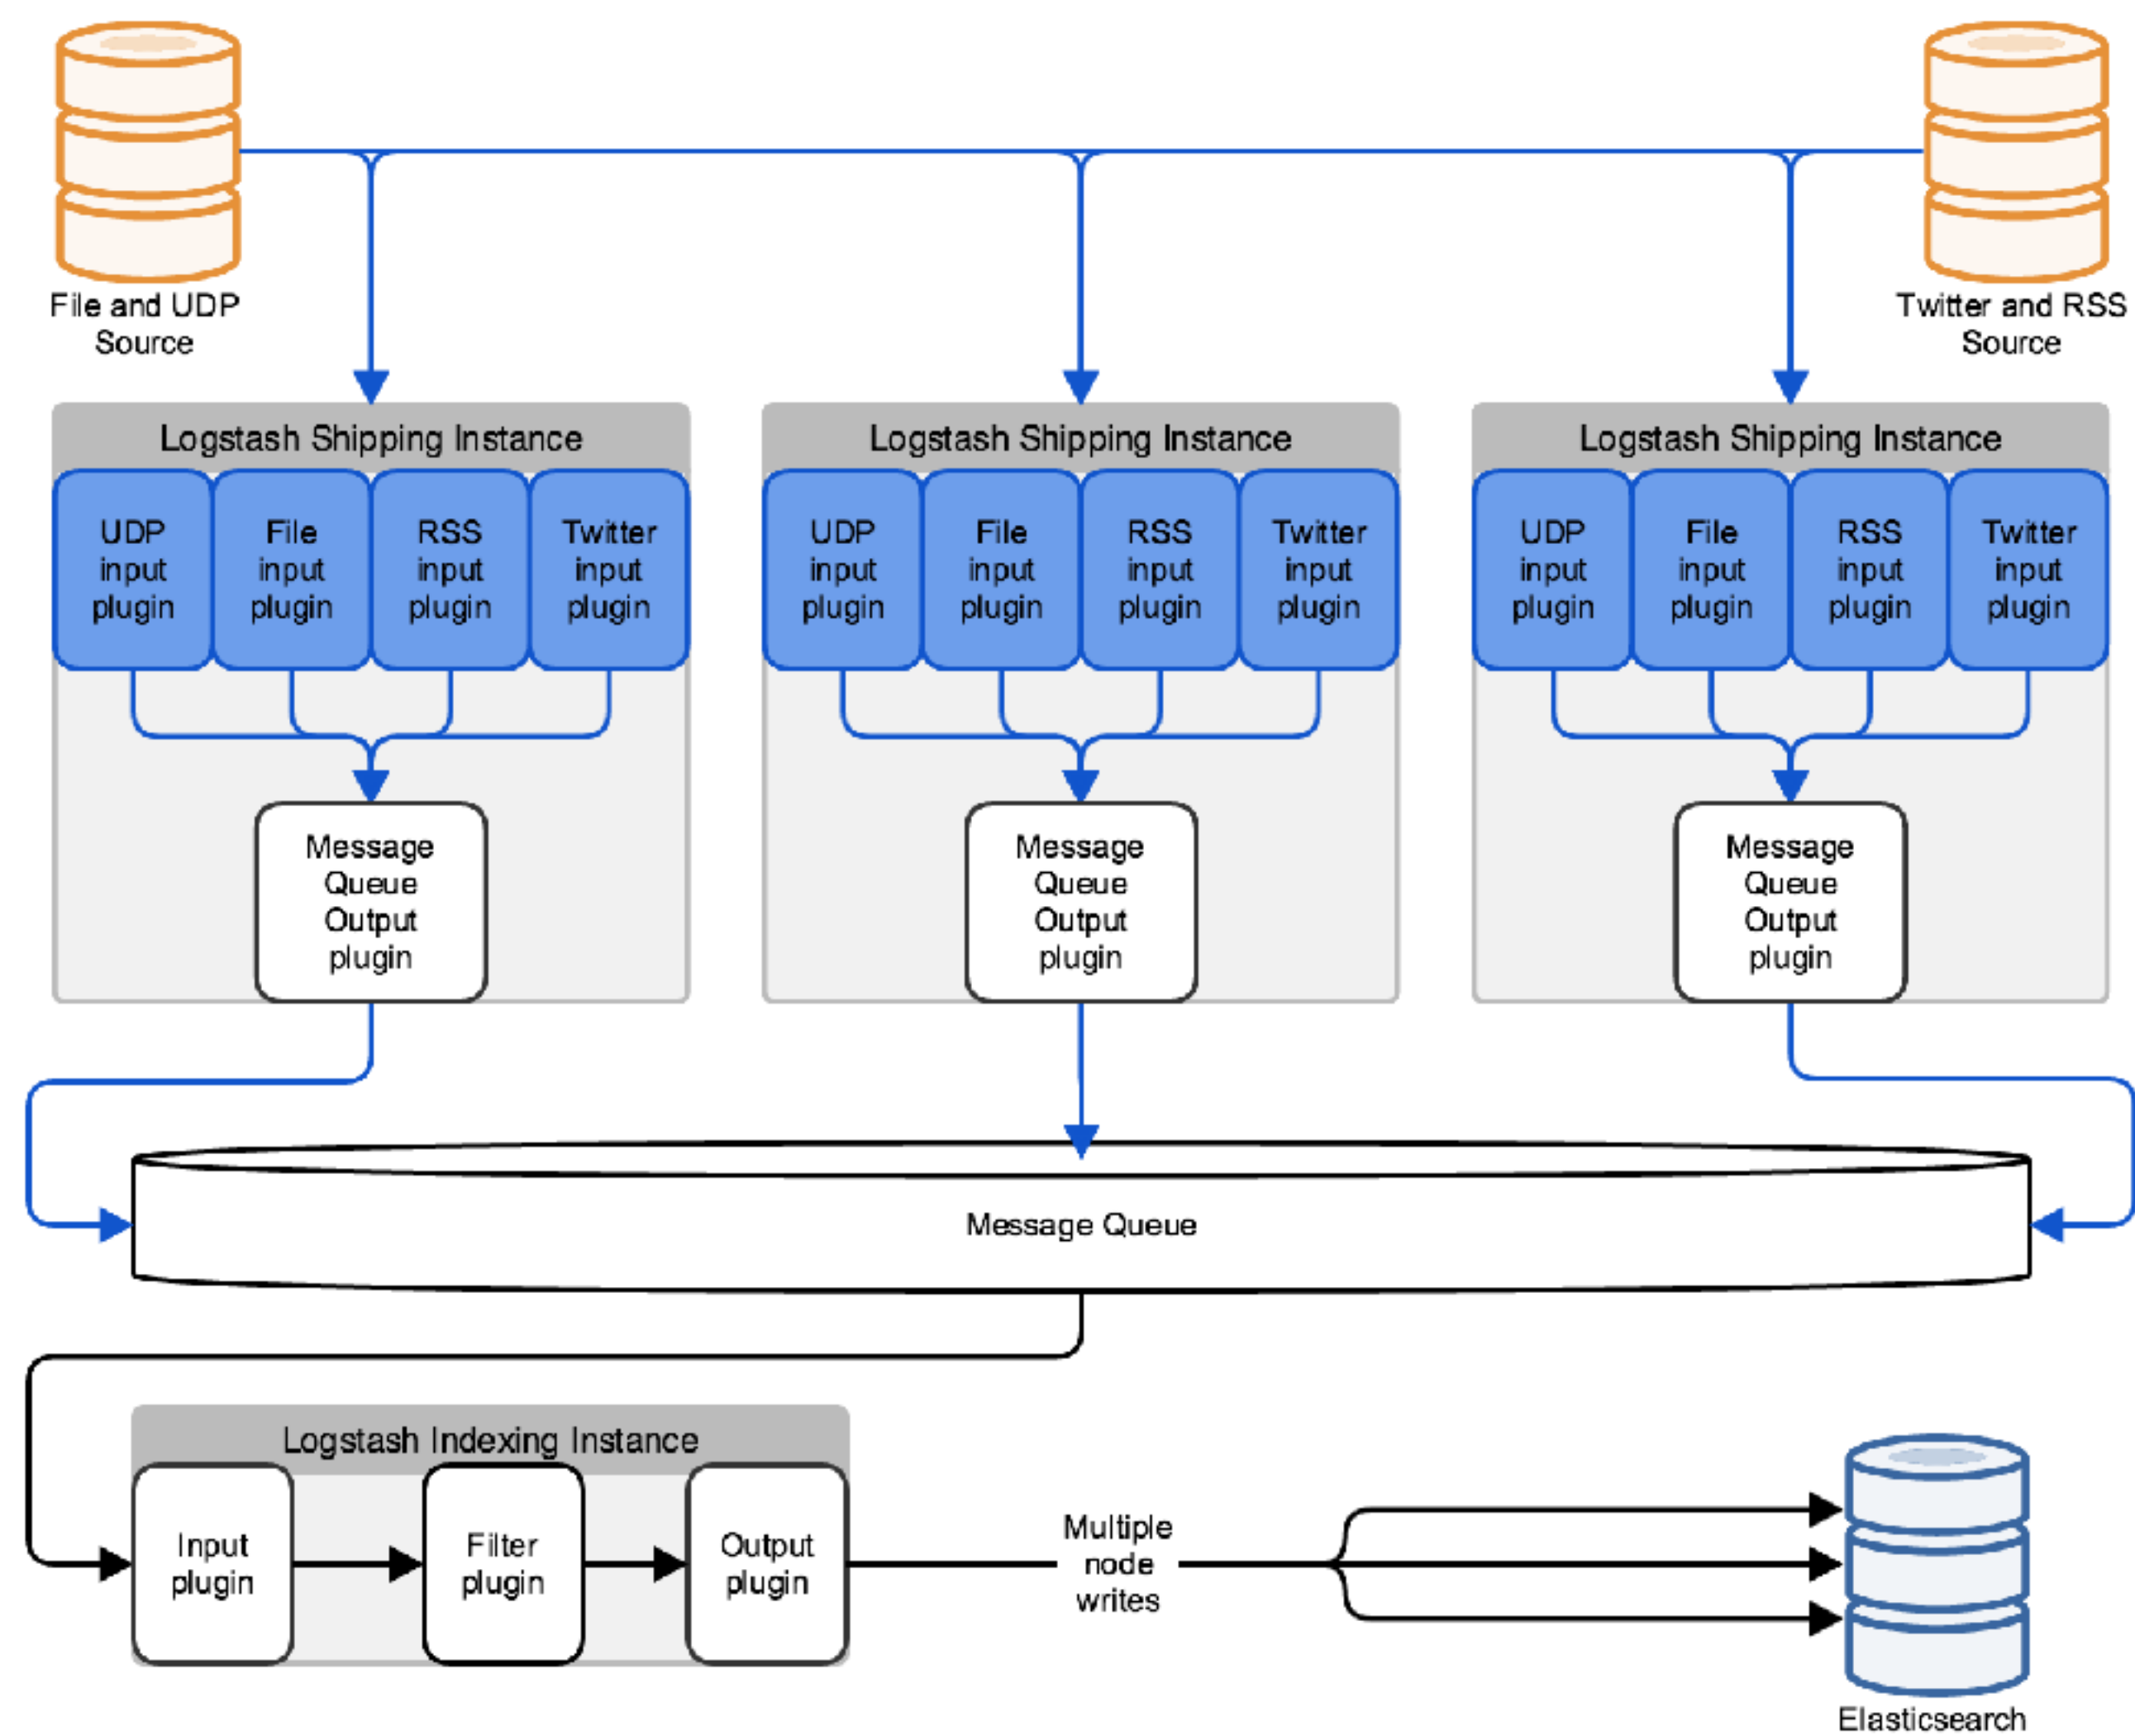 File and UDP
Source
Twitter and RSS
Source
Logstash Shipping Instance
UDP
input
plugin
File
input
plugin
RSS
input
plugin
Twitter
input
plugin
Message
Queue
Output
plugin
Logstash Shipping Instance
UDP
input
plugin
File
input
plugin
RSS
input
plugin
Twitter
input
plugin
Message
Queue
Output
plugin
Logstash Shipping Instance
UDP
input
plugin
File
input
plugin
RSS
input
plugin
Twitter
input
plugin
Message
Queue
Output
plugin
Message Queue
Logstash Indexing Instance
Input
plugin
Filter
plugin
Output
plugin
Multiple
node
writes
Elasticsearch